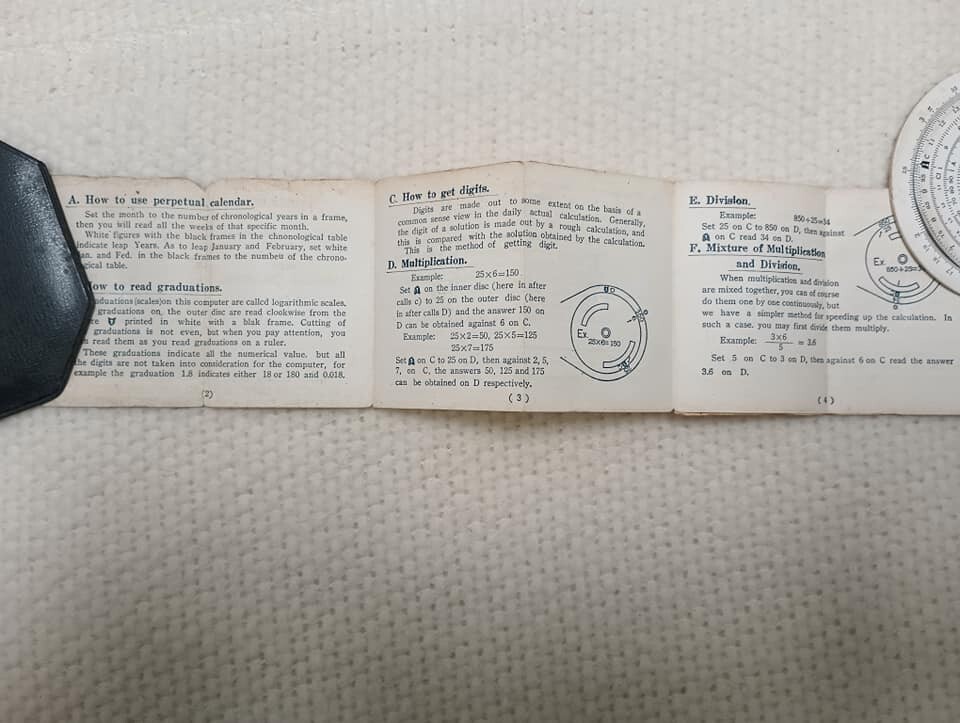 A. How to use perpetual calendar.
Set the month to the number of chronological years in a frame,
then you will read all the weeks of that specific month.
White figures with the black frames in the chnonological table
indicate leap Years. As to leap January and February, set white
an. and Fed. in the black frames to the numbeu of the chrono-
gical table.
ow to read graduations.
aduations (scales) on this computer are called logarithmic scales.
graduations on, the outer disc are read clockwise from the
re printed in white with a blak frame. Cutting of
graduations is not even, but when you pay attention, you
read them as you read graduations on a ruler.
These graduations indicate all the numerical value. but all
he digits are not taken into consideration for the computer, for
example the graduation 1.8 indicates either 18 or 180 and 0.018.
(2)
C. How to get digits.
Digits are made out to some extent on the basis of a
common sense view in the daily actual calculation. Generally,
the digit of a solution is made out by a rough calculation, and
this is compared with the solution obtained by the calculation.
This is the method of getting digit.
D. Multiplication.
Example: 25×6=150
Set on the inner disc (here in after
calls c) to 25 on the outer disc (here
in after calls D') and the answer 150 on
D can be obtained against 6 on C.
Example: 25×2=50, 25×5=125
25×7=175
Set on C to 25 on D, then against 2, 5,
7, on C, the answers 50, 125 and 175
can be obtained on D respectively.
Ex.
25×6=150
(3)
E. Division.
Example: 850÷25=34
Set 25 on C to 850 on D, then against
on C read 34 on D.
F. Mixture of Multiplication
and Division.
When multiplication and division
are mixed together, you can of course
do them one by one continuously, but
we have a simpler method for speeding up the calculation. In
such a case. you may first divide them multiply.
Example: 3×6
5
= 3.6
Set 5 on C to 3 on D, then against 6 on C read the answer
3.6 on D.
Ex.
850÷25=3
(4)